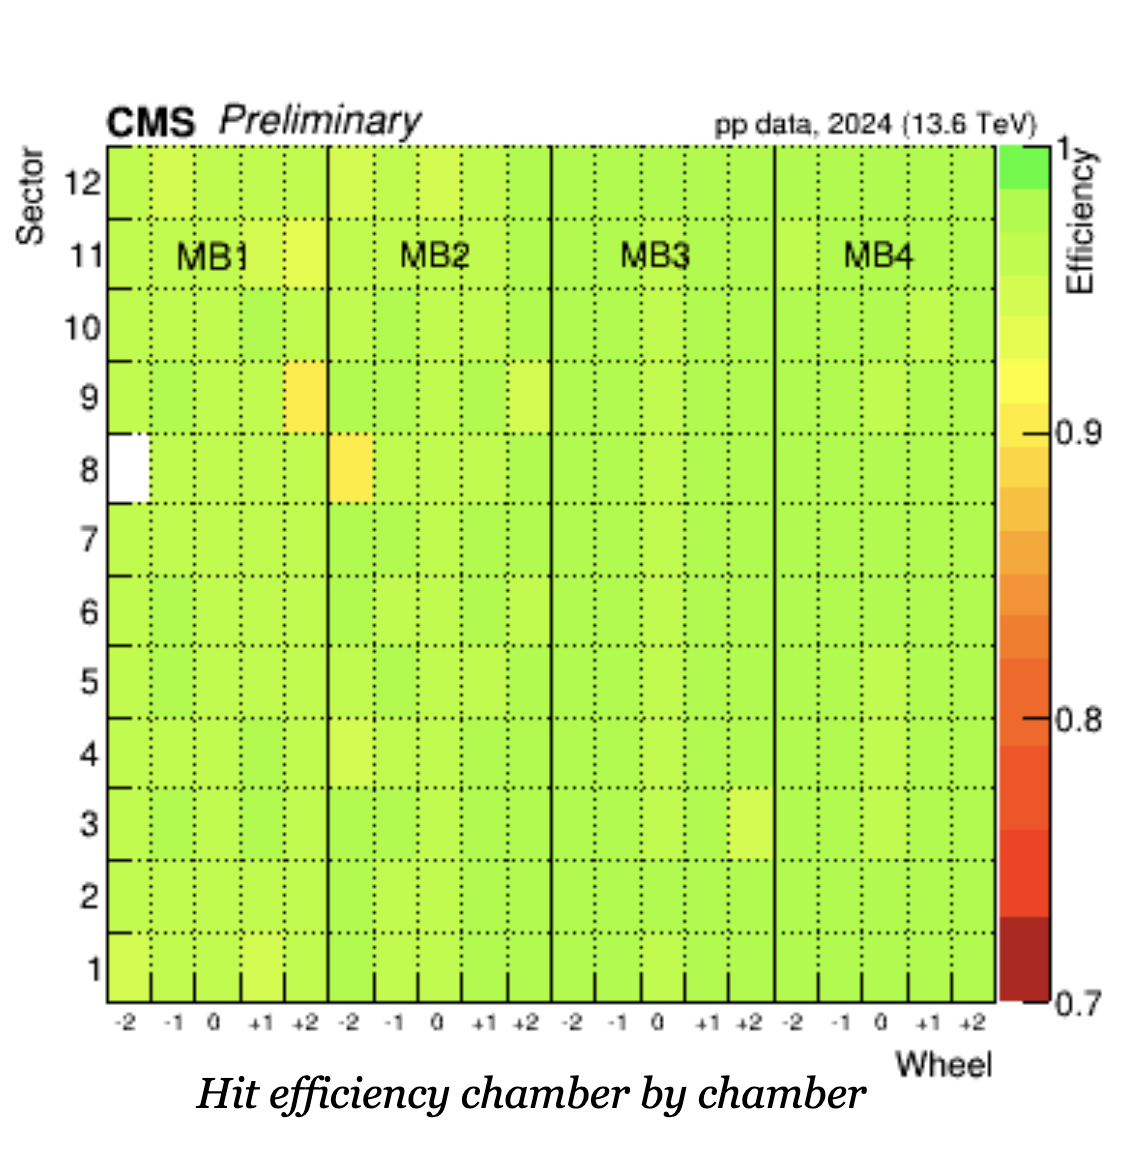 CMS Preliminary pp data, 2024 (13.6 TeV)
Sector
12
11
10
9
8
7
6
5
4
3
2
1
MB1 MB2 MB3 MB4
1
0.9
0.8
0.7
Efficiency
-2 -1 0 +1 +2 -2 -1 0 +1 +2 -2 -1 0 +1 +2 -2 -1 0 +1 +2
Wheel
Hit efficiency chamber by chamber